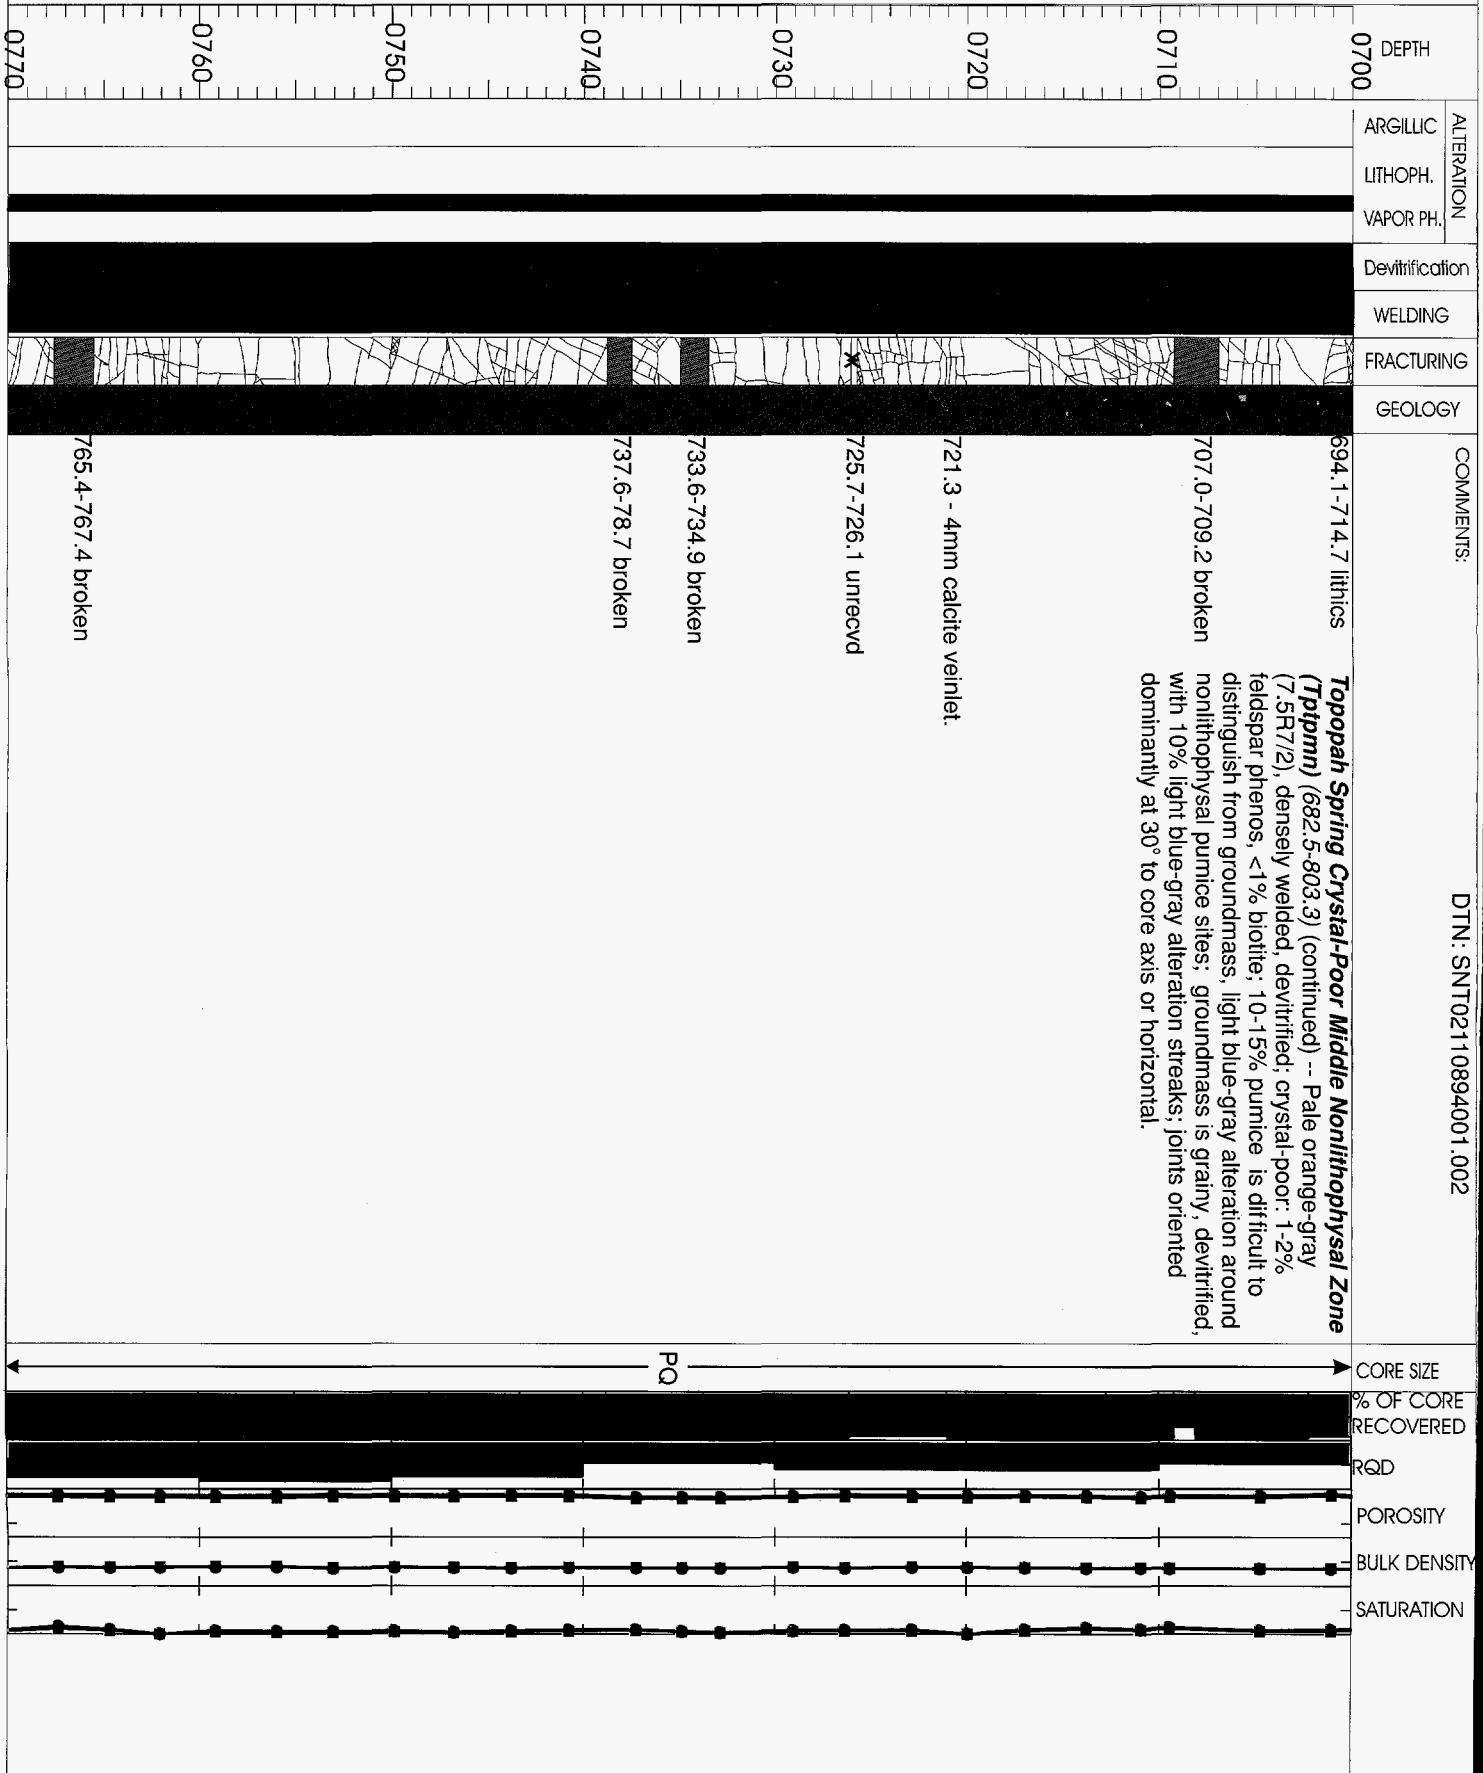 DTN: SNT02110894001.002
DEPTH
ALTERATION
ARGILLIC
LITHOPH.
VAPOR PH.
Devitrification
WELDING
FRACTURING
GEOLOGY
COMMENTS:
CORE SIZE
% OF CORE
RECOVERED
RQD
POROSITY
BULK DENSITY
SATURATION
0700
0710
0720
0730
0740
0750
0760
0770
694.1-714.7 lithics
707.0-709.2 broken
721.3 - 4mm calcite veinlet.
725.7-726.1 unrecvd
733.6-734.9 broken
737.6-78.7 broken
765.4-767.4 broken
Topopah Spring Crystal-Poor Middle Nonlithophysal Zone
(Tptpmn) (682.5-803.3) (continued) -- Pale orange-gray
(7.5R7/2), densely welded, devitrified; crystal-poor: 1-2%
feldspar phenos, <1% biotite; 10-15% pumice is difficult to
distinguish from groundmass, light blue-gray alteration around
nonlithophysal pumice sites; groundmass is grainy, devitrified,
with 10% light blue-gray alteration streaks; joints oriented
dominantly at 30° to core axis or horizontal.
PQ